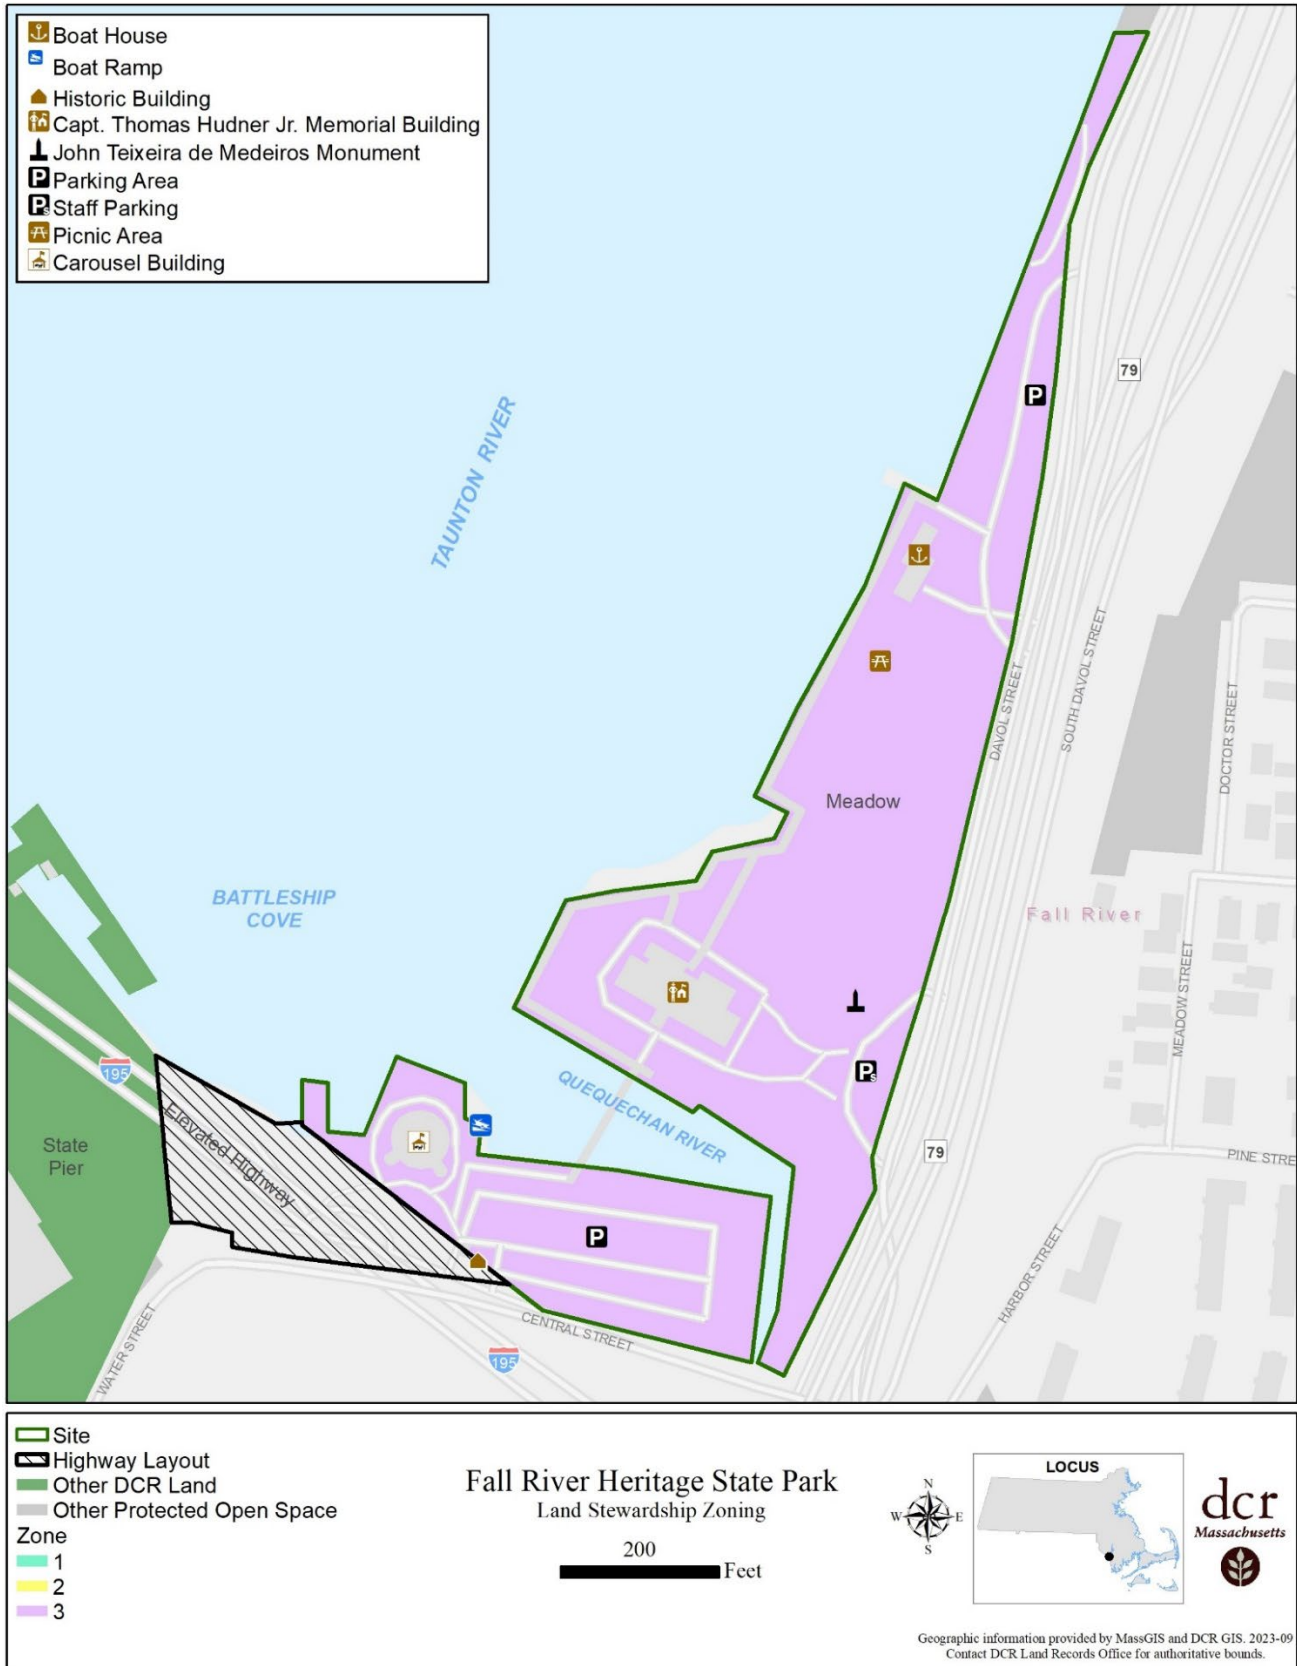 Boat House
Boat Ramp
Historic Building
Capt. Thomas Hudner Jr. Memorial Building
John Teixeira de Medeiros Monument
P Parking Area
Ps Staff Parking
Picnic Area
Carousel Building
79
P
TAUNTON RIVER
DAVOL STREET
SOUTH DAVOL STREET
DOCTOR STREET
Meadow
BATTLESHIP
COVE
Fall River
MEADOW STREET
195
Elevated Highway
State
Pier
QUEQUECHAN RIVER
Ps
79
PINE STRE
P
HARBOR STREET
WATER STREET
CENTRAL STREET
195
Site
Highway Layout
Other DCR Land
Other Protected Open Space
Zone
1
2
3
Fall River Heritage State Park
Land Stewardship Zoning
200
Feet
N
W
E
S
LOCUS
dcr
Massachusetts
Geographic information provided by MassGIS and DCR GIS. 2023-09
Contact DCR Land Records Office for authoritative bounds.